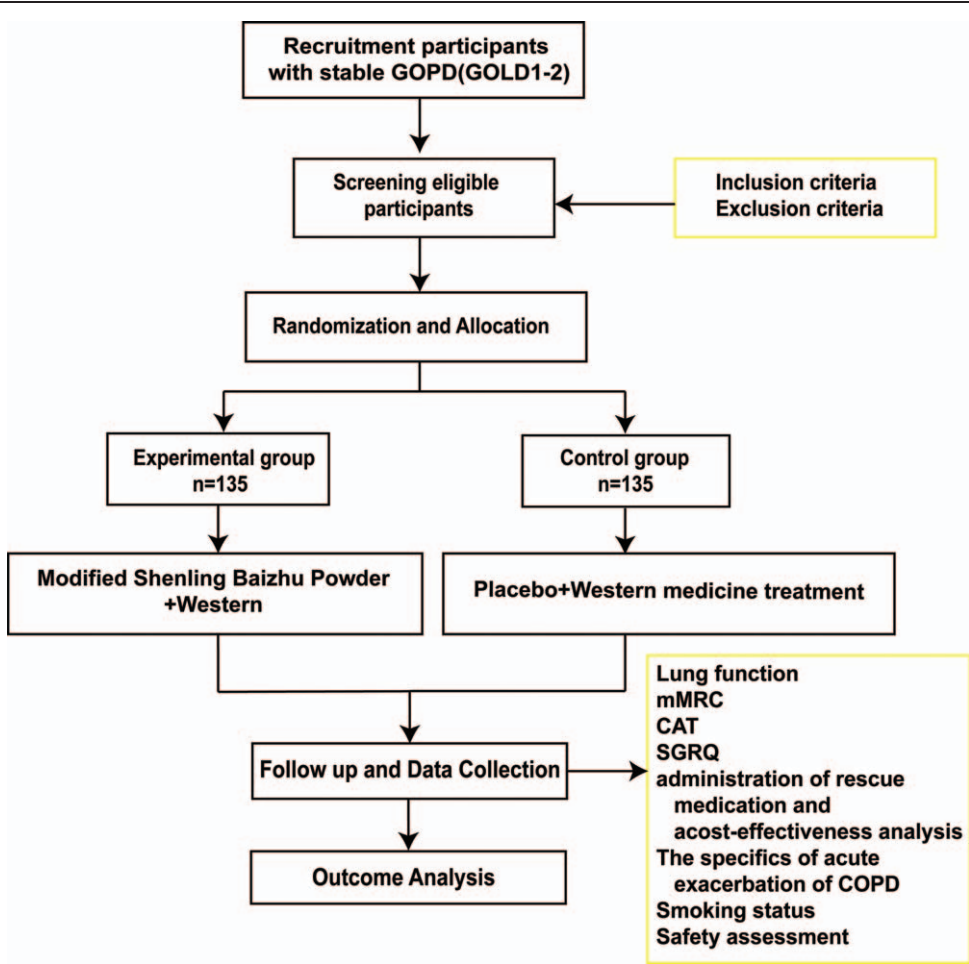 Recruitment participants
with stable GOPD(GOLD1-2)
Screening eligible
participants
Inclusion criteria
Exclusion criteria
Randomization and Allocation
Experimental group
n=135
Control group
n=135
Modified Shenling Baizhu Powder
+Western
Placebo+Western medicine treatment
Follow up and Data Collection
Lung function
mMRC
CAT
SGRQ
administration of rescue
medication and
acost-effectiveness analysis
The specifics of acute
exacerbation of COPD
Smoking status
Safety assessment
Outcome Analysis